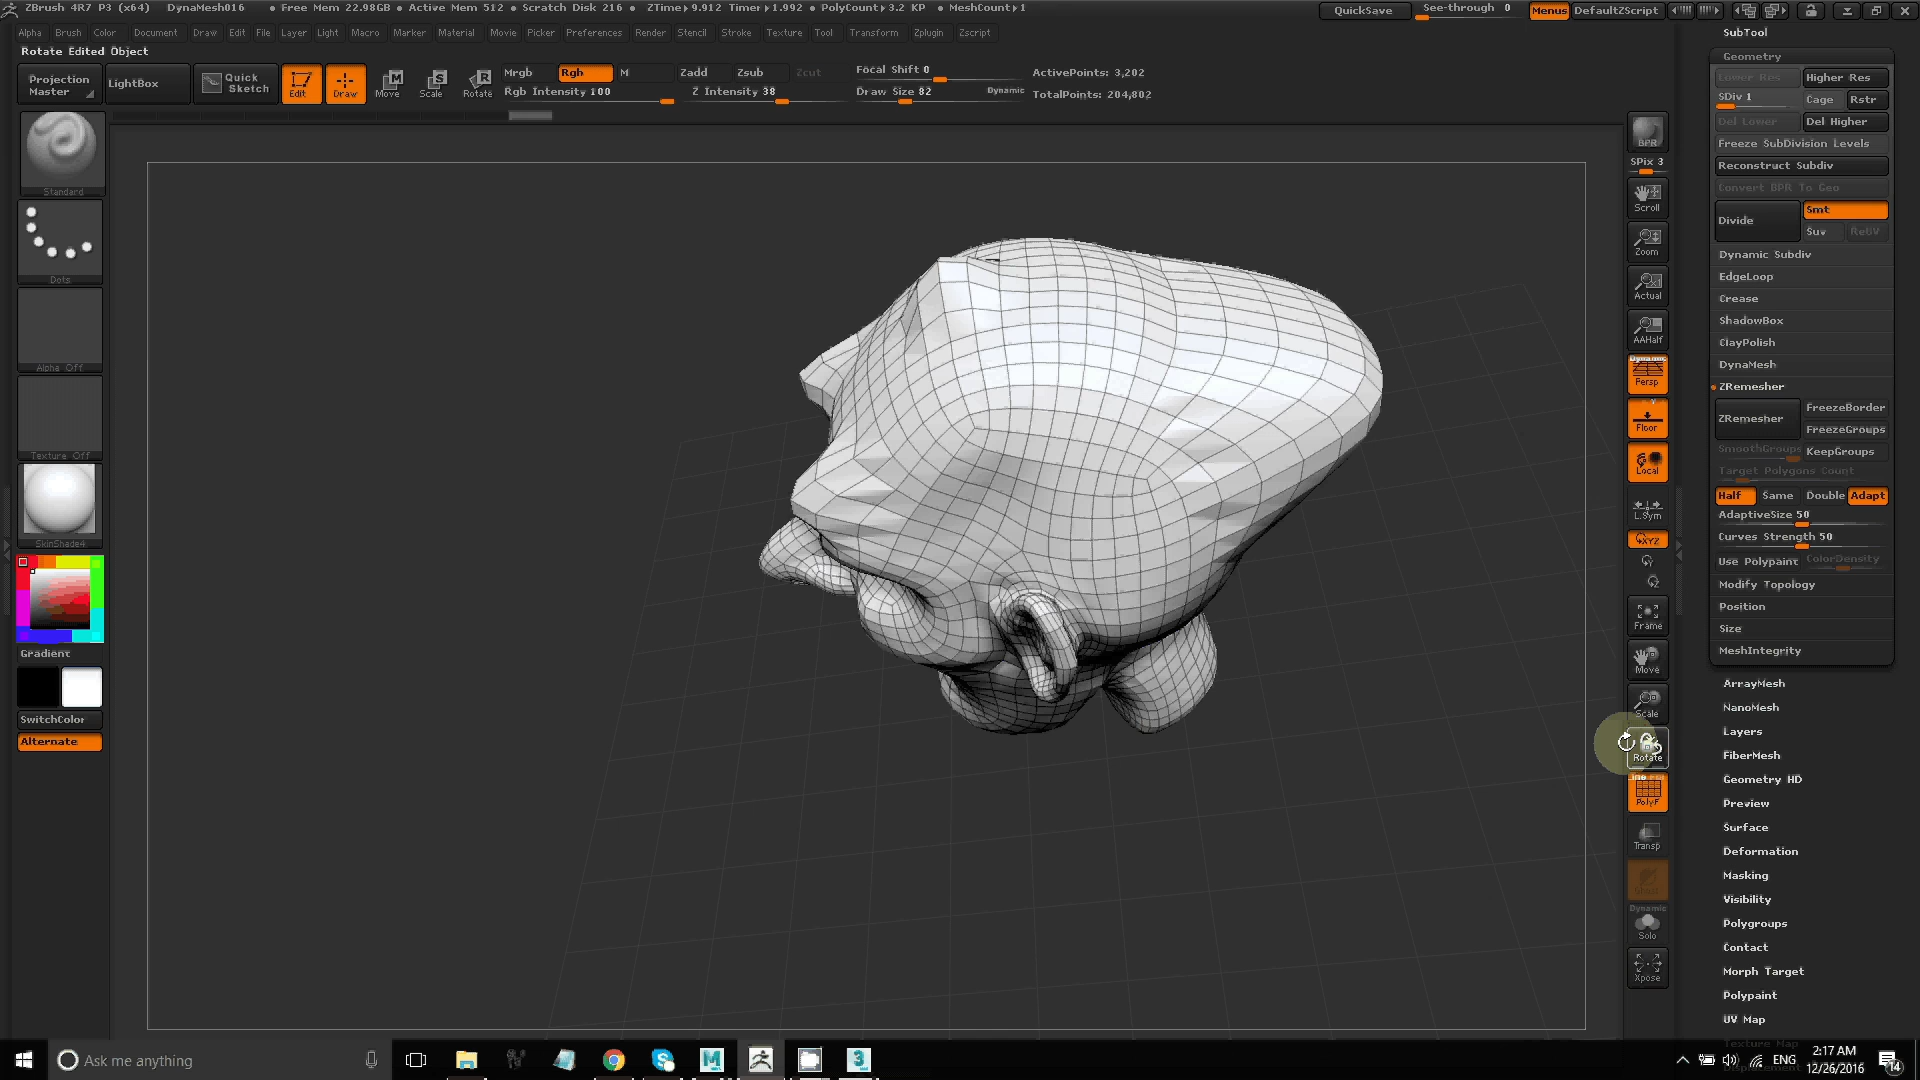 ZBrush 4R7 P3 (x64) DynaMesh016 • Free Mem 22.98GB • Active Mem 512 • Scratch Disk 216 • ZTime▸9.912 Timer▸1.992 • PolyCount▸3.2 KP • MeshCount▸1
QuickSave See-through 0 Menus DefaultZScript
Alpha Brush Color Document Draw Edit File Layer Light Macro Marker Material Movie Picker Preferences Render Stencil Stroke Texture Tool Transform Zplugin Zscript
Rotate Edited Object
Projection Master
LightBox
Quick Sketch
Edit Draw Move Scale Rotate
Mrgb Rgb M
Rgb Intensity 100
Zadd Zsub Zcut
Z Intensity 38
Focal Shift 0
Draw Size 82 Dynamic
ActivePoints: 3,202
TotalPoints: 204,802
Standard
Dots
Alpha Off
Texture Off
SkinShade4
Gradient
SwitchColor
Alternate
BPR
SPix 3
Scroll
Zoom
Actual
AAHalf
Dynamic
Persp
Floor
Local
L.Sym
XYZ
Frame
Move
Scale
Rotate
PolyF
Transp
Ghost
Dynamic
Solo
Xpose
SubTool
Geometry
Lower Res Higher Res
SDiv 1 Cage Rstr
Del Lower Del Higher
Freeze SubDivision Levels
Reconstruct Subdiv
Convert BPR To Geo
Divide Smt
Suv ReUV
Dynamic Subdiv
EdgeLoop
Crease
ShadowBox
ClayPolish
DynaMesh
ZRemesher
ZRemesher FreezeBorder
FreezeGroups
SmoothGroups KeepGroups
Target Polygons Count
Half Same Double Adapt
AdaptiveSize 50
Curves Strength 50
Use Polypaint ColorDensity
Modify Topology
Position
Size
MeshIntegrity
ArrayMesh
NanoMesh
Layers
FiberMesh
Geometry HD
Preview
Surface
Deformation
Masking
Visibility
Polygroups
Contact
Morph Target
Polypaint
UV Map
Texture Map
Displacement
Ask me anything
ENG
2:17 AM
12/26/2016
14